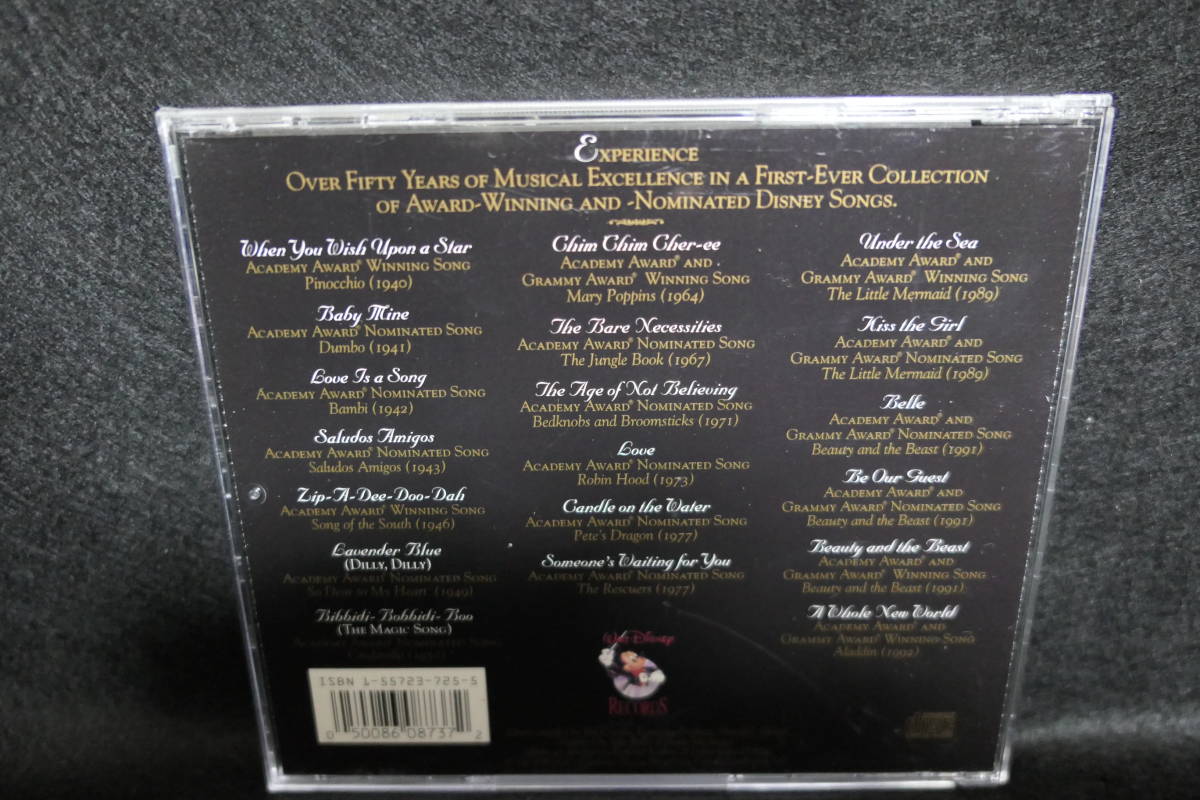 EXPERIENCE
OVER FIFTY YEARS OF MUSICAL EXCELLENCE IN A FIRST-EVER COLLECTION
OF AWARD-WINNING AND -NOMINATED DISNEY SONGS.
When You Wish Upon a Star
ACADEMY AWARD® WINNING SONG
Pinocchio (1940)
Baby Mine
ACADEMY AWARD® NOMINATED SONG
Dumbo (1941)
Love Is a Song
ACADEMY AWARD® NOMINATED SONG
Bambi (1942)
Saludos Amigos
ACADEMY AWARD® NOMINATED SONG
Saludos Amigos (1943)
Zip-A-Dee-Doo-Dah
ACADEMY AWARD® WINNING SONG
Song of the South (1946)
Lavender Blue
(DILLY, DILLY)
ACADEMY AWARD® NOMINATED SONG
So Dear to My Heart (1949)
Bibbidi-Bobbidi-Boo
(THE MAGIC SONG)
Chim Chim Cher-ee
ACADEMY AWARD® AND
GRAMMY AWARD® WINNING SONG
Mary Poppins (1964)
The Bare Necessities
ACADEMY AWARD® NOMINATED SONG
The Jungle Book (1967)
The Age of Not Believing
ACADEMY AWARD® NOMINATED SONG
Bedknobs and Broomsticks (1971)
Love
ACADEMY AWARD® NOMINATED SONG
Robin Hood (1973)
Candle on the Water
ACADEMY AWARD® NOMINATED SONG
Pete's Dragon (1977)
Someone's Waiting for You
ACADEMY AWARD® NOMINATED SONG
The Rescuers (1977)
Under the Sea
ACADEMY AWARD® AND
GRAMMY AWARD® WINNING SONG
The Little Mermaid (1989)
Kiss the Girl
ACADEMY AWARD® AND
GRAMMY AWARD® NOMINATED SONG
The Little Mermaid (1989)
Belle
ACADEMY AWARD® AND
GRAMMY AWARD® NOMINATED SONG
Beauty and the Beast (1991)
Be Our Guest
ACADEMY AWARD® AND
GRAMMY AWARD® NOMINATED SONG
Beauty and the Beast (1991)
Beauty and the Beast
ACADEMY AWARD® AND
GRAMMY AWARD® WINNING SONG
Beauty and the Beast (1991)
A Whole New World
ACADEMY AWARD® AND
GRAMMY AWARD® WINNING SONG
Aladdin (1992)
Walt Disney
RECORDS
ISBN 1-55723-725-5
0 50086 08737 2